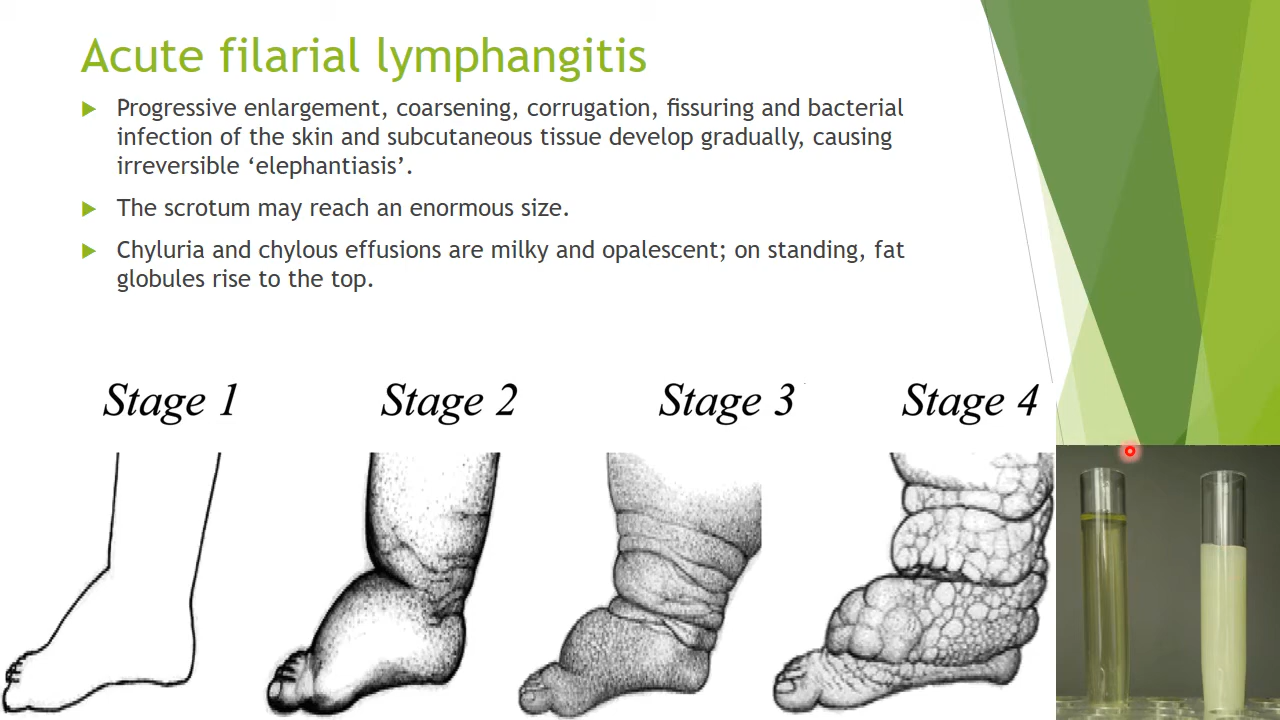 Acute filarial lymphangitis
Progressive enlargement, coarsening, corrugation, fissuring and bacterial
infection of the skin and subcutaneous tissue develop gradually, causing
irreversible ‘elephantiasis’.
The scrotum may reach an enormous size.
Chyluria and chylous effusions are milky and opalescent; on standing, fat
globules rise to the top.
Stage 1
Stage 2
Stage 3
Stage 4